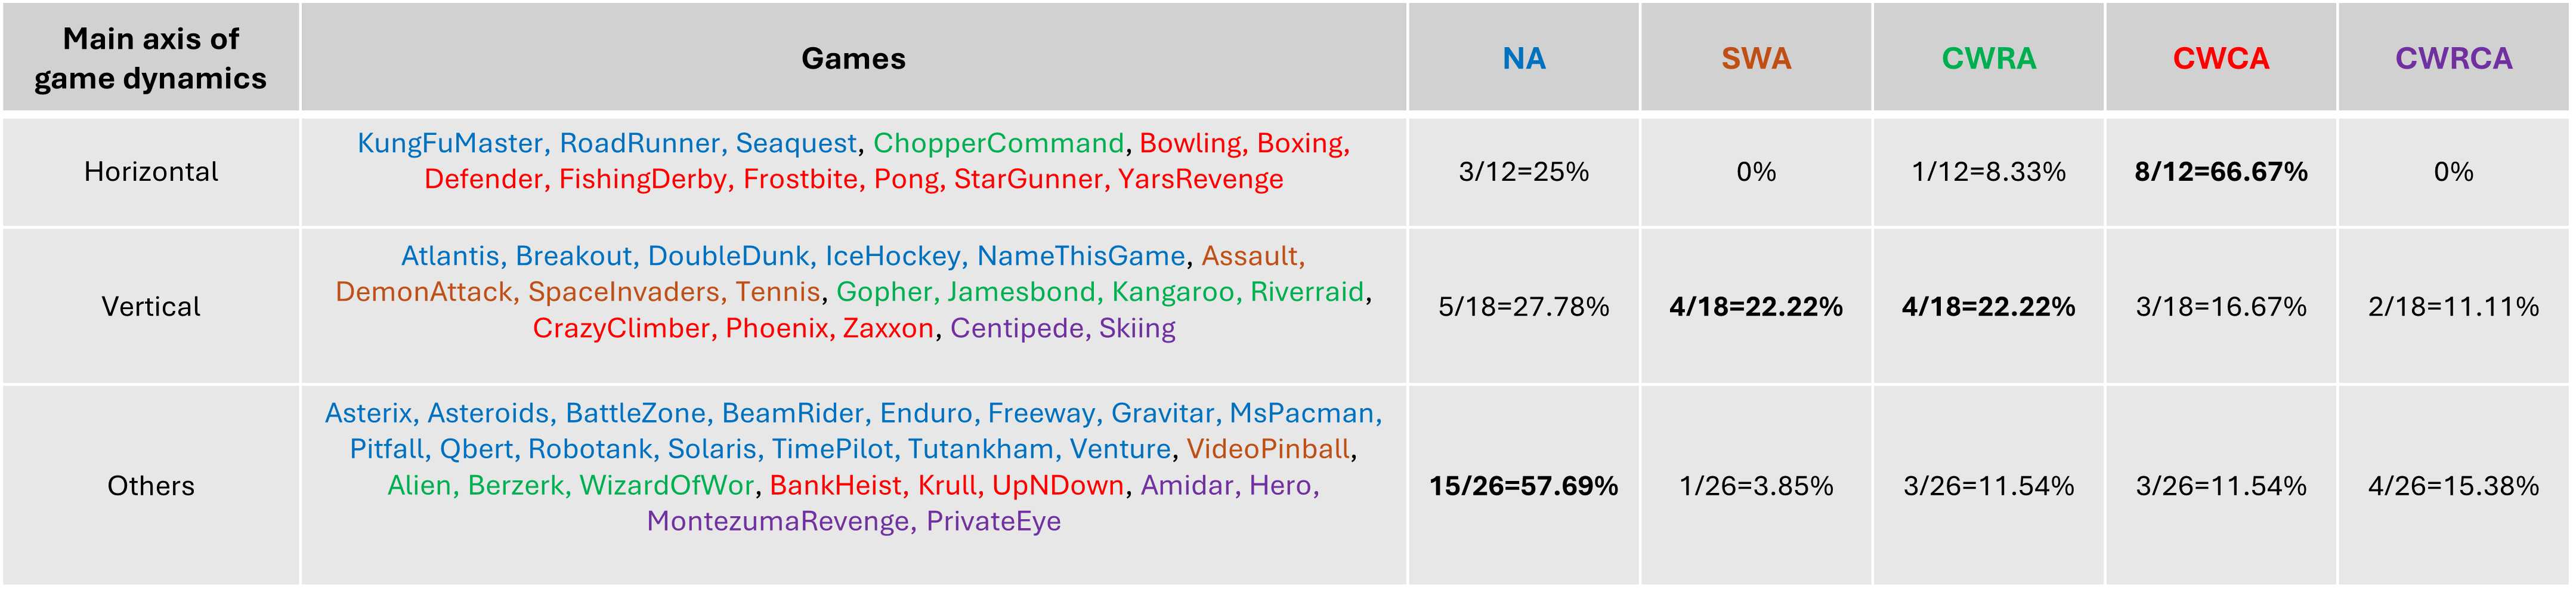 Main axis of
game dynamics
Games
NA
SWA
CWRA
CWCA
CWRCA
Horizontal
KungFuMaster, RoadRunner, Seaquest, ChopperCommand, Bowling, Boxing,
Defender, FishingDerby, Frostbite, Pong, StarGunner, YarsRevenge
3/12=25%
0%
1/12=8.33%
8/12=66.67%
0%
Vertical
Atlantis, Breakout, DoubleDunk, IceHockey, NameThisGame, Assault,
DemonAttack, SpaceInvaders, Tennis, Gopher, Jamesbond, Kangaroo, Riverraid,
CrazyClimber, Phoenix, Zaxxon, Centipede, Skiing
5/18=27.78%
4/18=22.22%
4/18=22.22%
3/18=16.67%
2/18=11.11%
Others
Asterix, Asteroids, BattleZone, BeamRider, Enduro, Freeway, Gravitar, MsPacman,
Pitfall, Qbert, Robotank, Solaris, TimePilot, Tutankham, Venture, VideoPinball,
Alien, Berzerk, WizardOfWor, BankHeist, Krull, UpNDown, Amidar, Hero,
MontezumaRevenge, PrivateEye
15/26=57.69%
1/26=3.85%
3/26=11.54%
3/26=11.54%
4/26=15.38%